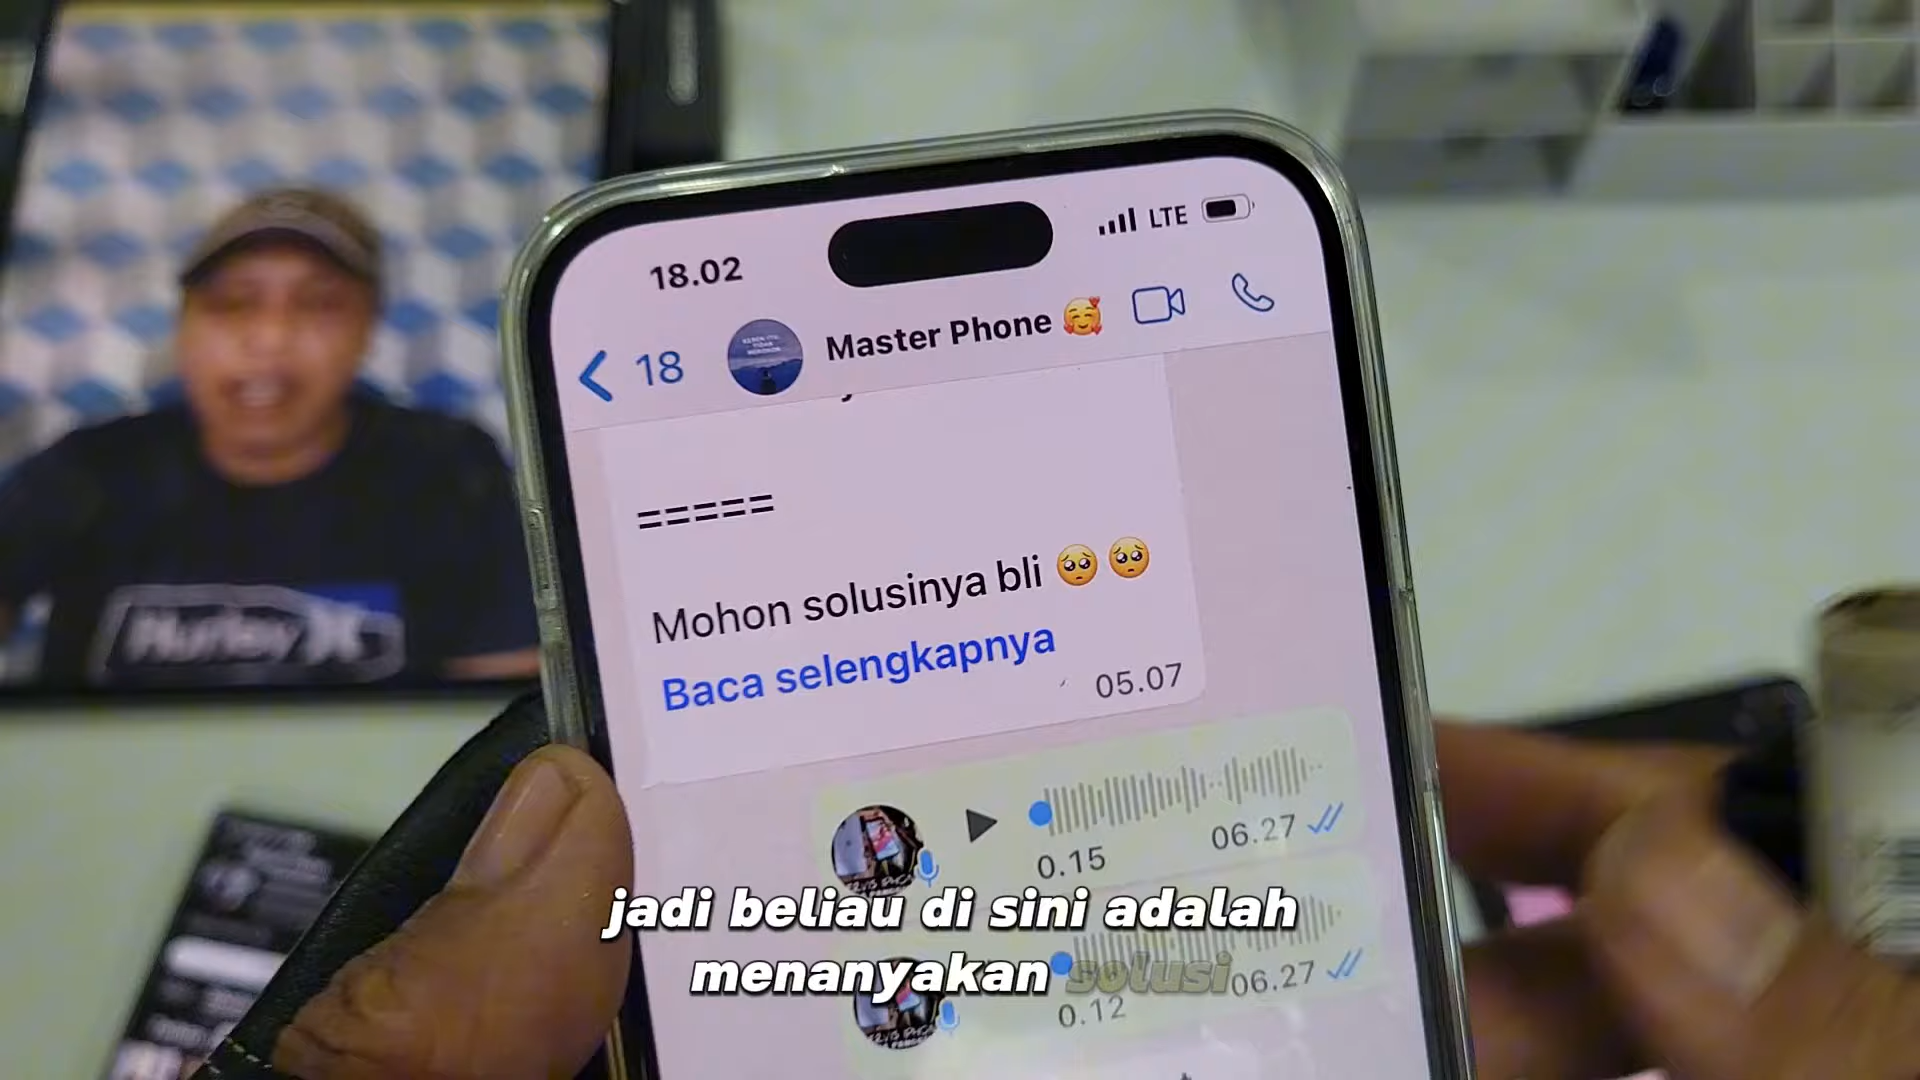 18.02
LTE
18
Master Phone 🥰
=====
Mohon solusinya bli 🥺🥺
Baca selengkapnya
05.07
0.15
06.27
jadi beliau di sini adalah
menanyakan solusi
0.12
06.27
Hurley